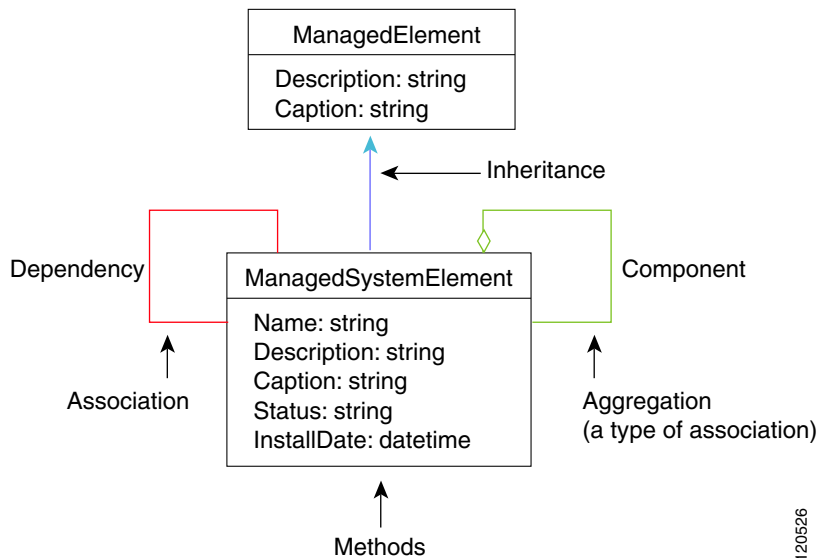 ManagedElement
Description: string
Caption: string
Inheritance
Dependency
ManagedSystemElement
Component
Name: string
Description: string
Caption: string
Status: string
InstallDate: datetime
Association
Aggregation
(a type of association)
Methods
120526